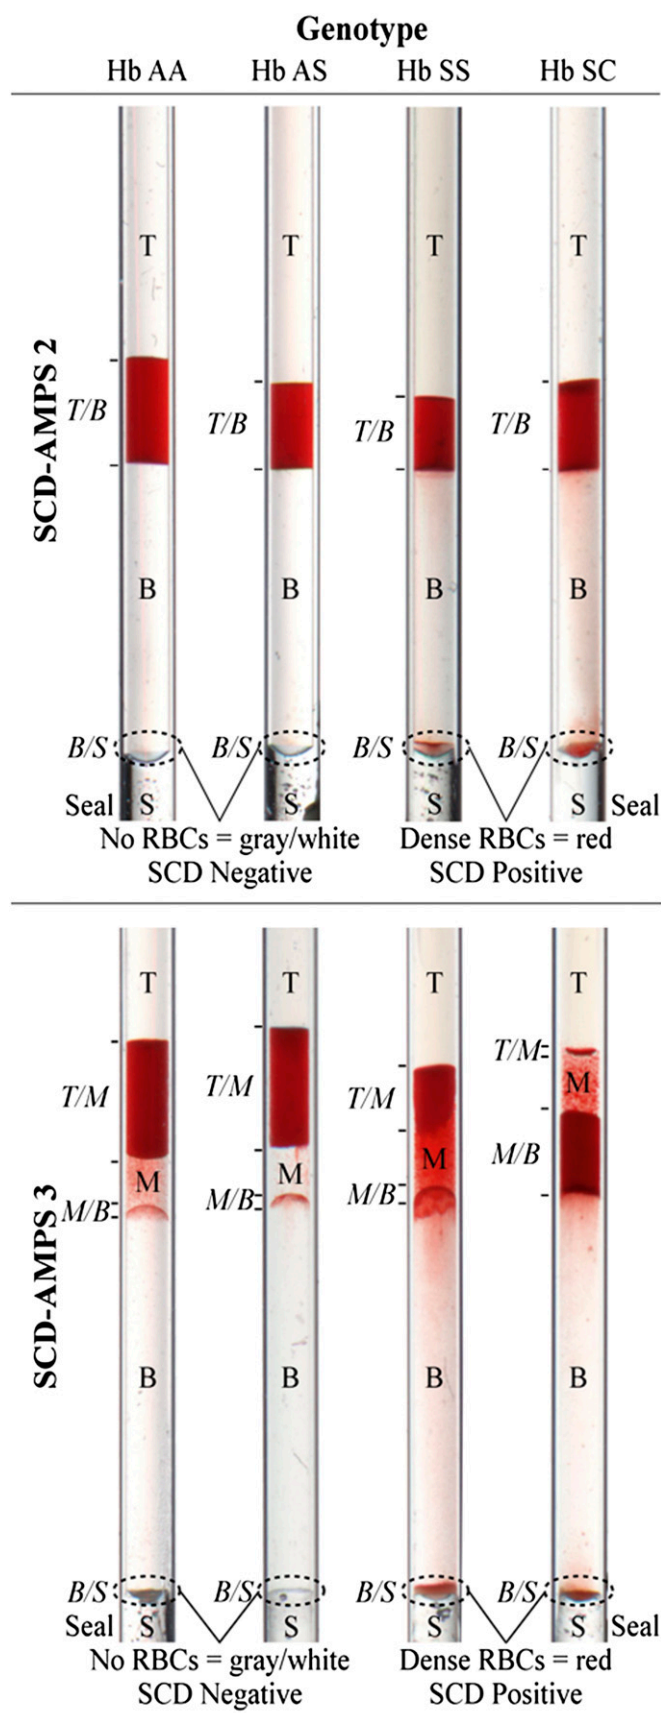 Genotype
Hb AA Hb AS Hb SS Hb SC
SCD-AMPS 2
T T T T
T/B T/B T/B T/B
B B B B
B/S B/S B/S B/S
Seal S S S S Seal
No RBCs = gray/white Dense RBCs = red
SCD Negative SCD Positive
SCD-AMPS 3
T T T T
T/M T/M T/M T/M
M M M M
M/B M/B M/B M/B
B B B B
B/S B/S B/S B/S
Seal S S S S Seal
No RBCs = gray/white Dense RBCs = red
SCD Negative SCD Positive